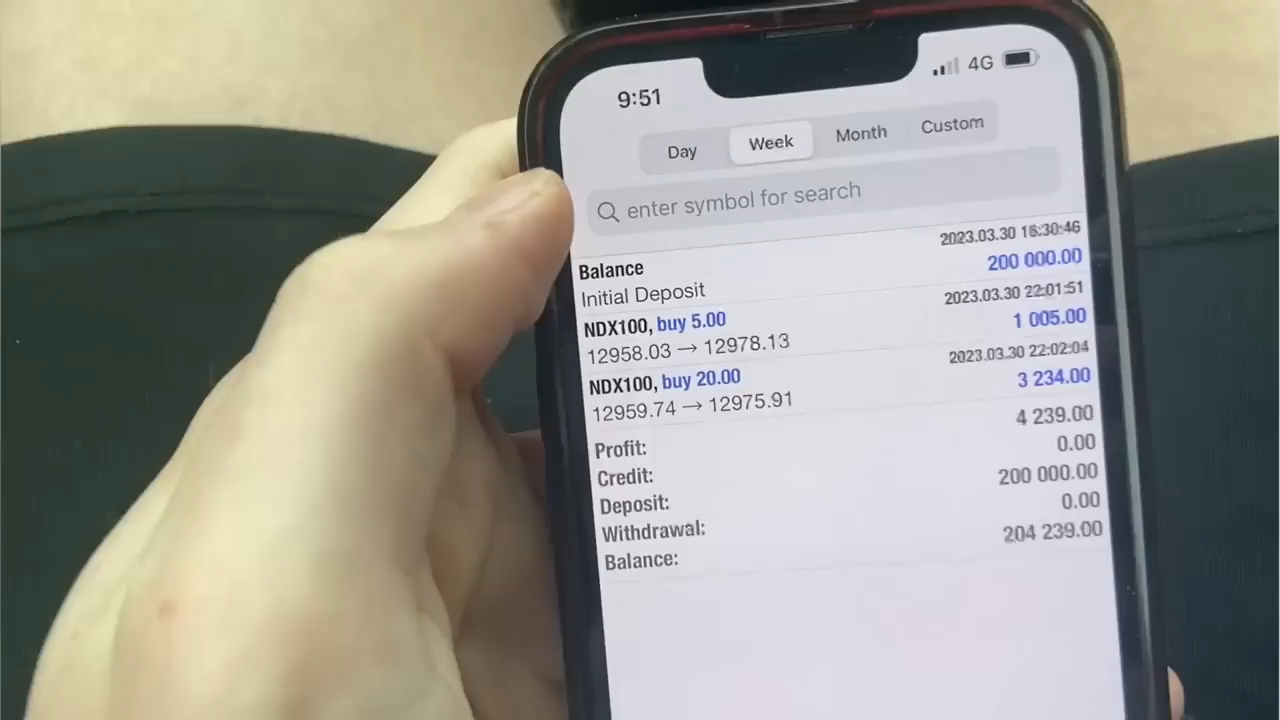 9:51 4G
Day Week Month Custom
enter symbol for search
2023.03.30 16:30:46
Balance 200 000.00
Initial Deposit
2023.03.30 22:01:51
NDX100, buy 5.00 1 005.00
12958.03 → 12978.13
2023.03.30 22:02:04
NDX100, buy 20.00 3 234.00
12959.74 → 12975.91
Profit: 4 239.00
Credit: 0.00
Deposit: 200 000.00
Withdrawal: 0.00
Balance: 204 239.00